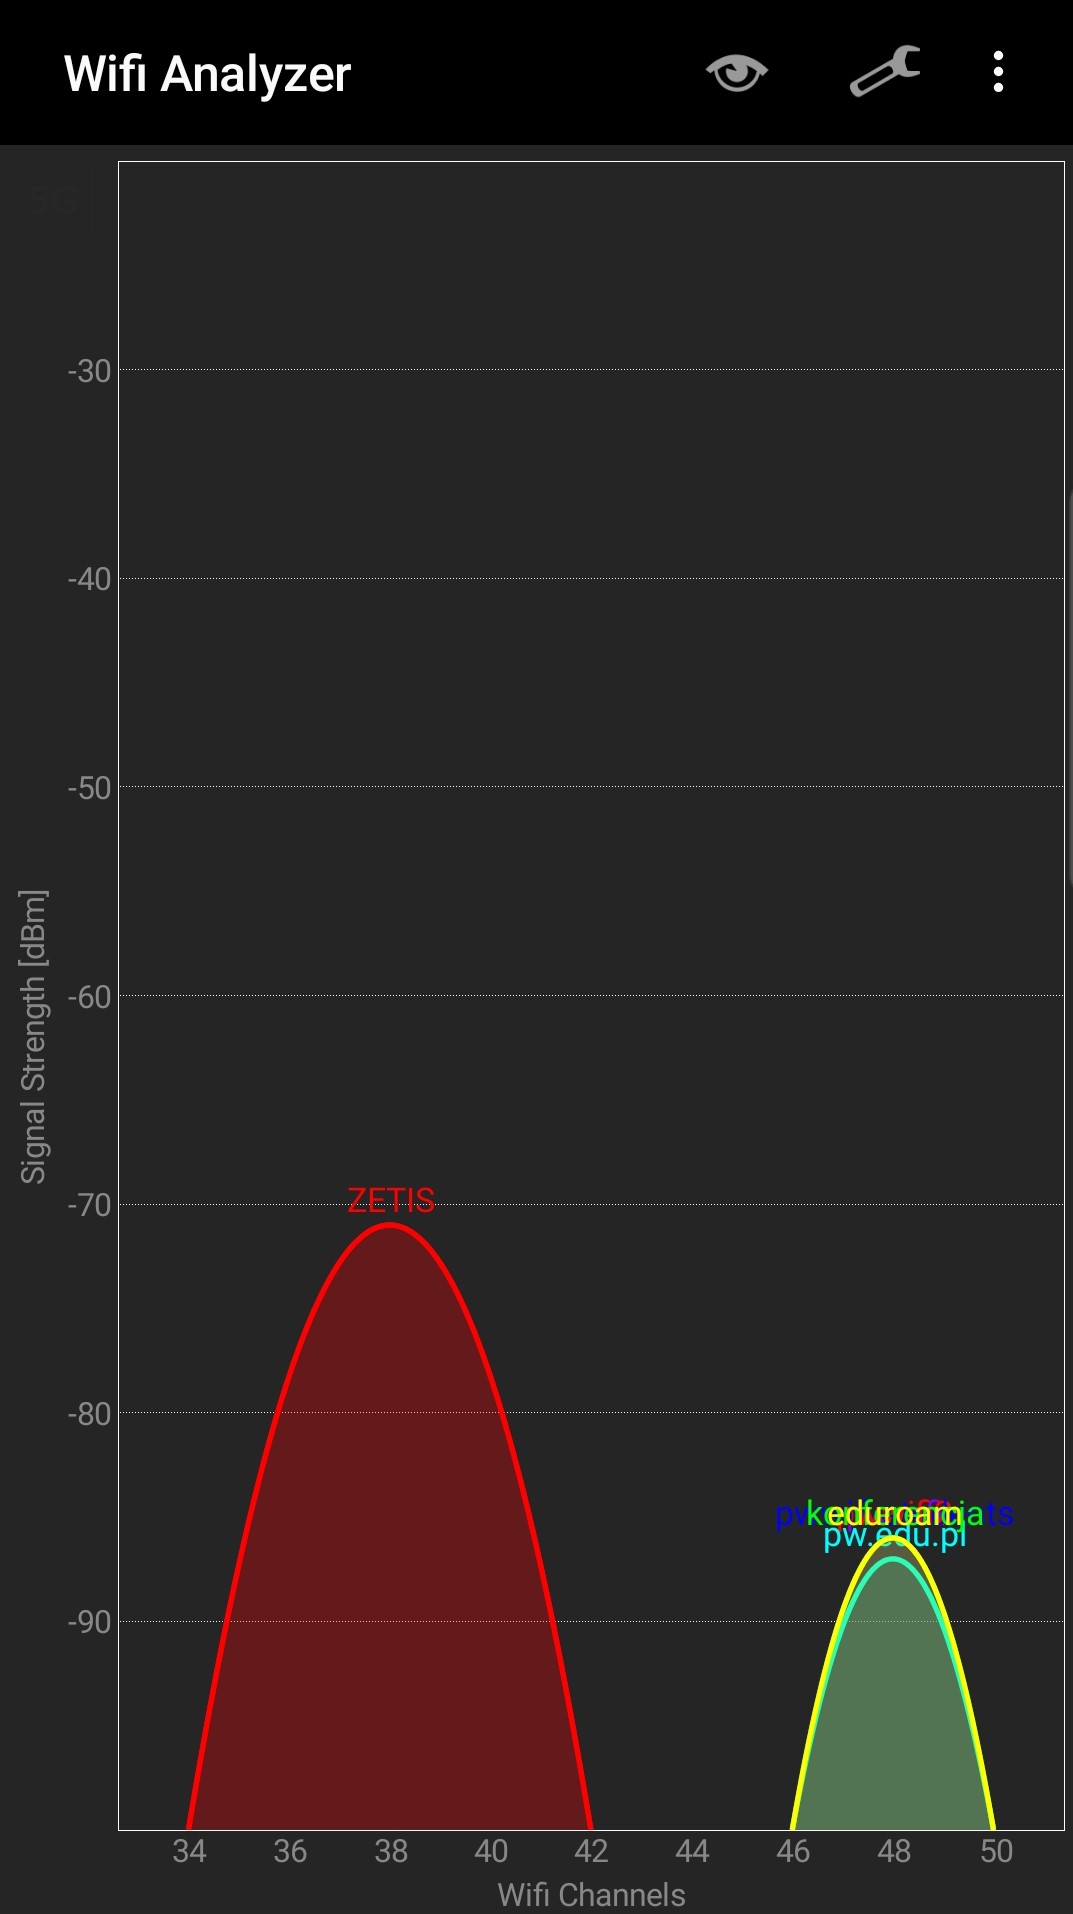 Wifi Analyzer
5G
-30
-40
-50
-60
-70
-80
-90
Signal Strength [dBm]
ZETIS
eduroam
pw.edu.pl
34 36 38 40 42 44 46 48 50
Wifi Channels